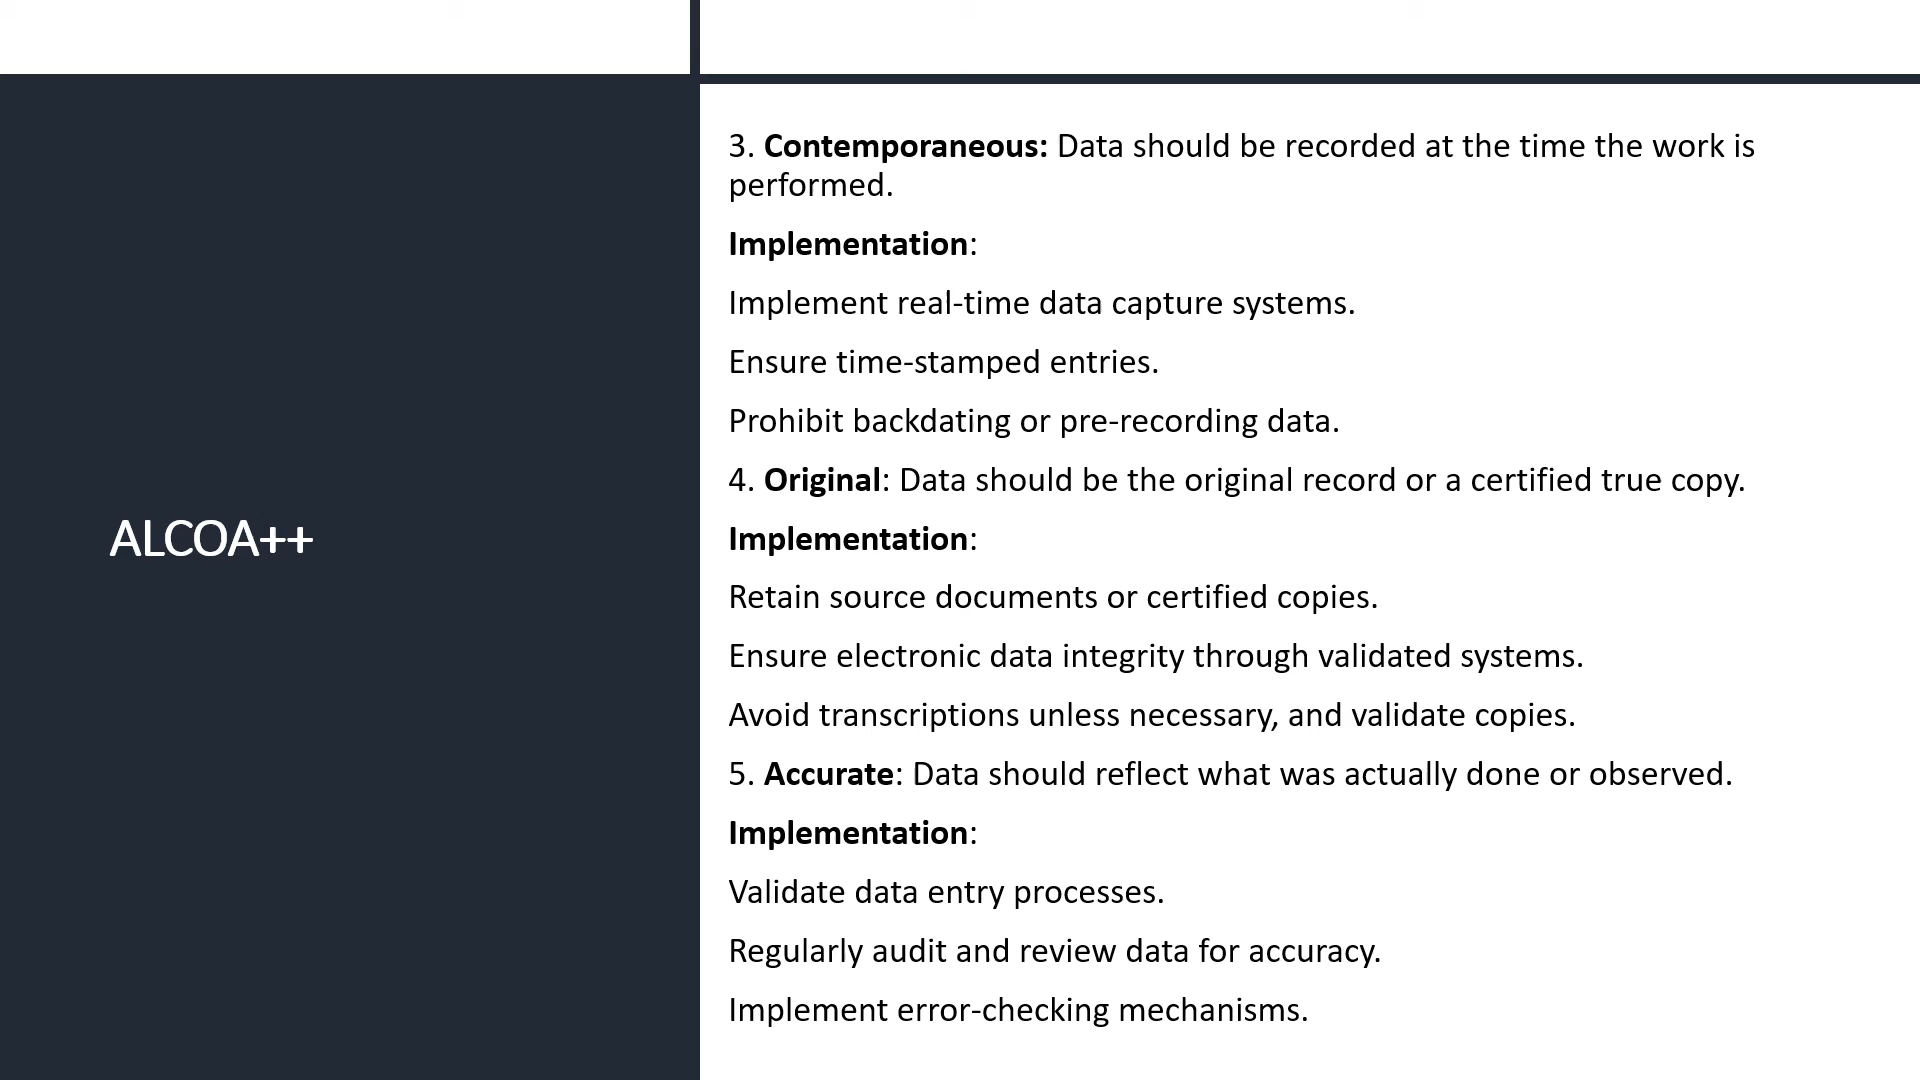 ALCOA++
3. Contemporaneous: Data should be recorded at the time the work is
performed.
Implementation:
Implement real-time data capture systems.
Ensure time-stamped entries.
Prohibit backdating or pre-recording data.
4. Original: Data should be the original record or a certified true copy.
Implementation:
Retain source documents or certified copies.
Ensure electronic data integrity through validated systems.
Avoid transcriptions unless necessary, and validate copies.
5. Accurate: Data should reflect what was actually done or observed.
Implementation:
Validate data entry processes.
Regularly audit and review data for accuracy.
Implement error-checking mechanisms.